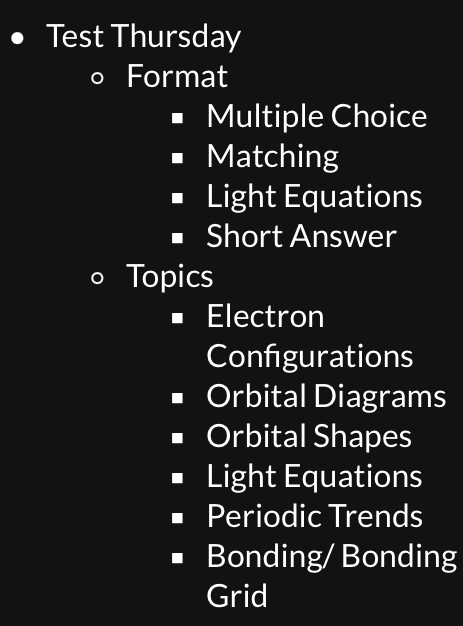 Test Thursday
Format
Multiple Choice
Matching
Light Equations
Short Answer
Topics
Electron
Configurations
Orbital Diagrams
Orbital Shapes
Light Equations
Periodic Trends
Bonding/ Bonding
Grid